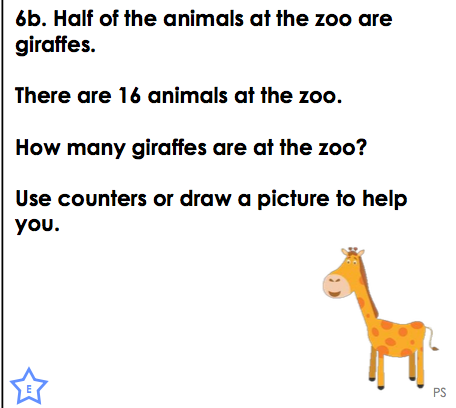 6b. Half of the animals at the zoo are
giraffes.
There are 16 animals at the zoo.
How many giraffes are at the zoo?
Use counters or draw a picture to help
you.
E
PS